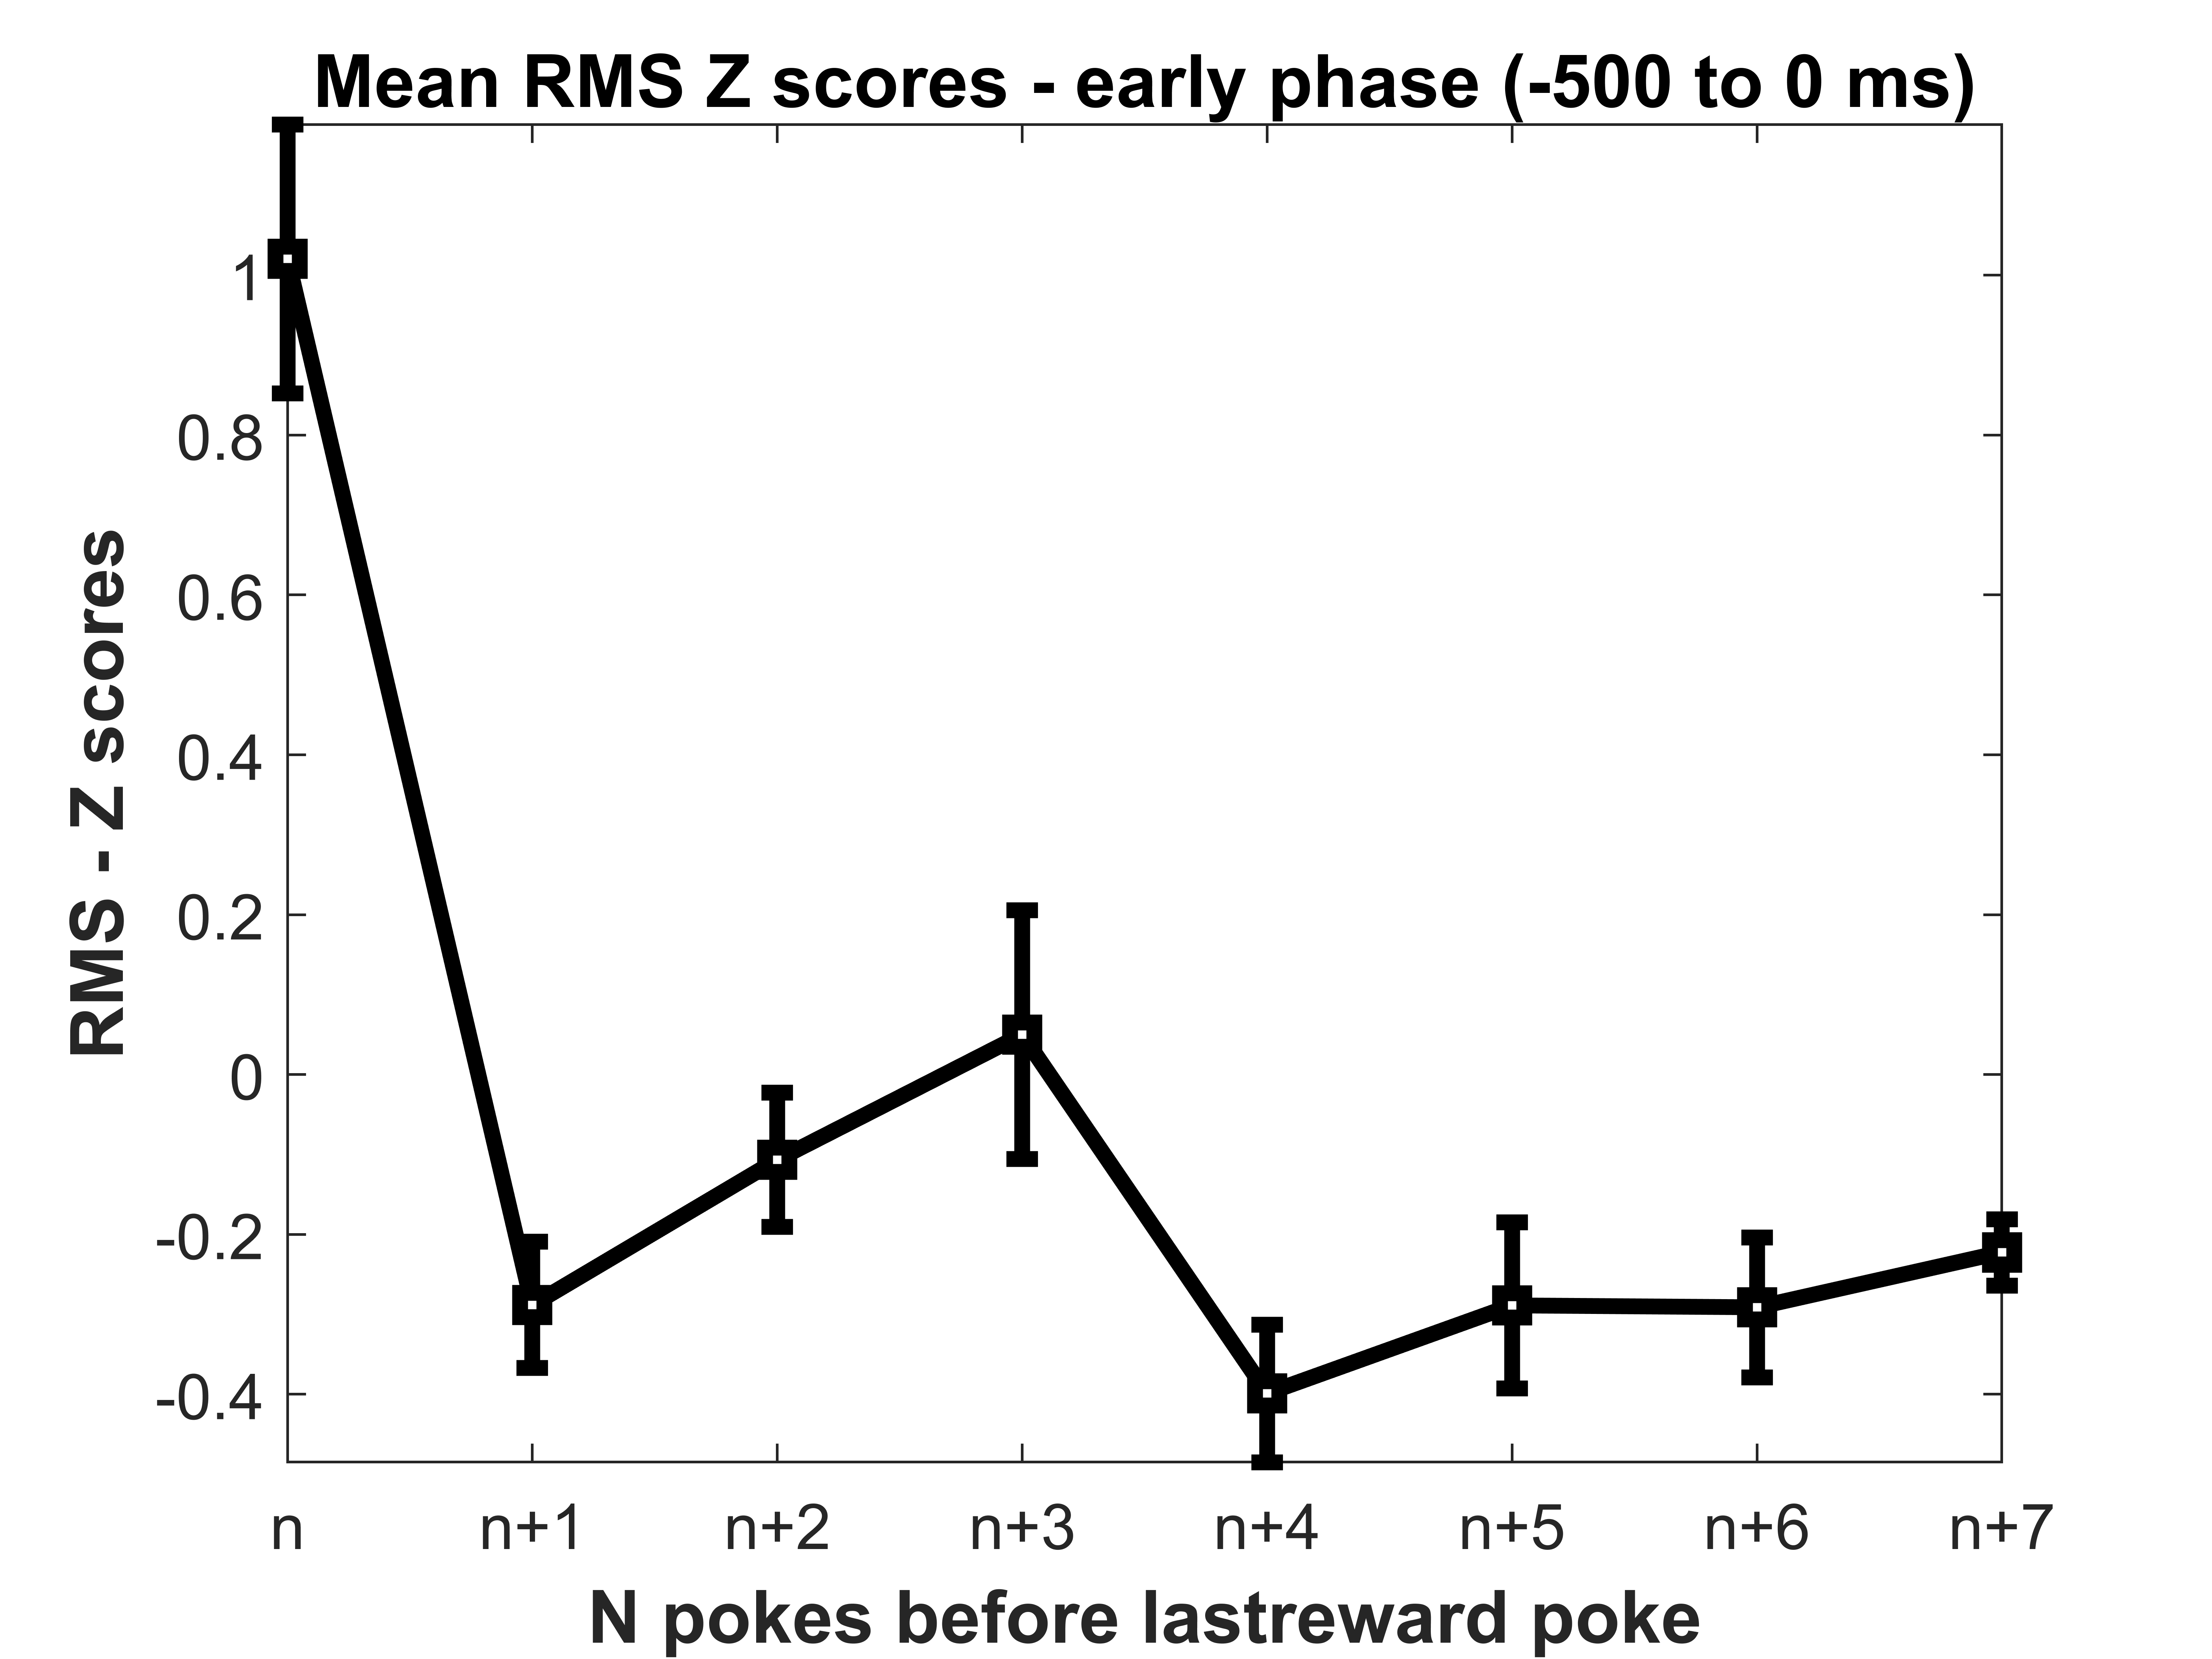 Mean RMS Z scores - early phase (-500 to 0 ms)
1
0.8
0.6
0.4
0.2
0
-0.2
-0.4
RMS - Z scores
n n+1 n+2 n+3 n+4 n+5 n+6 n+7
N pokes before lastreward poke